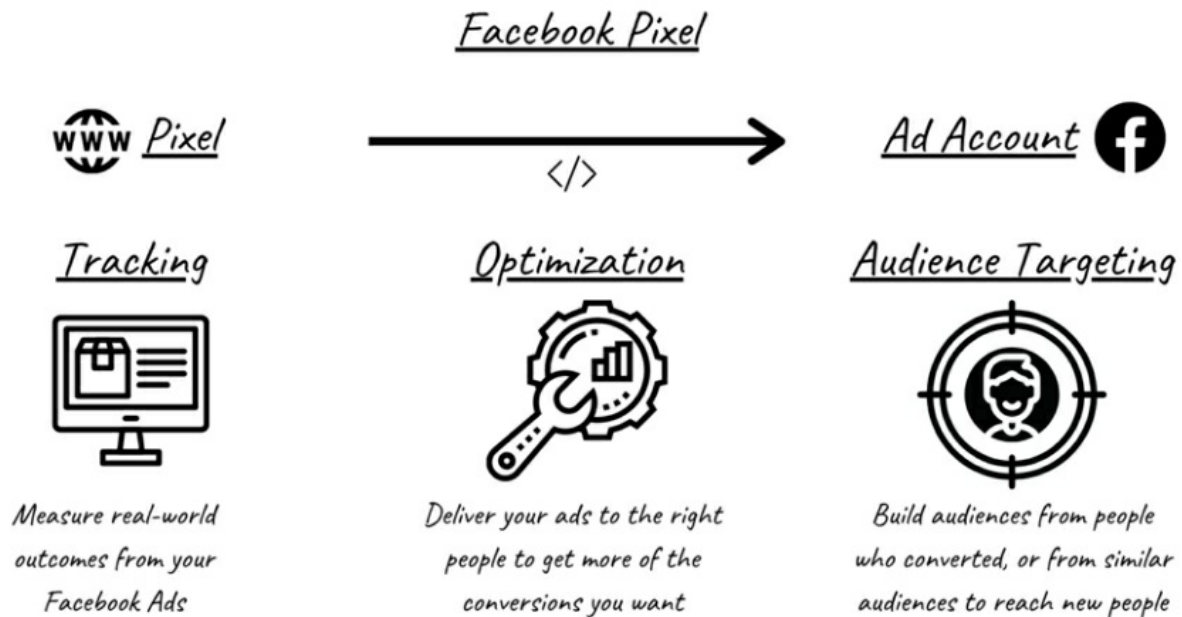 Facebook Pixel
WWW Pixel
Ad Account f
</>
Tracking
Optimization
Audience Targeting
Measure real-world
outcomes from your
Facebook Ads
Deliver your ads to the right
people to get more of the
conversions you want
Build audiences from people
who converted, or from similar
audiences to reach new people